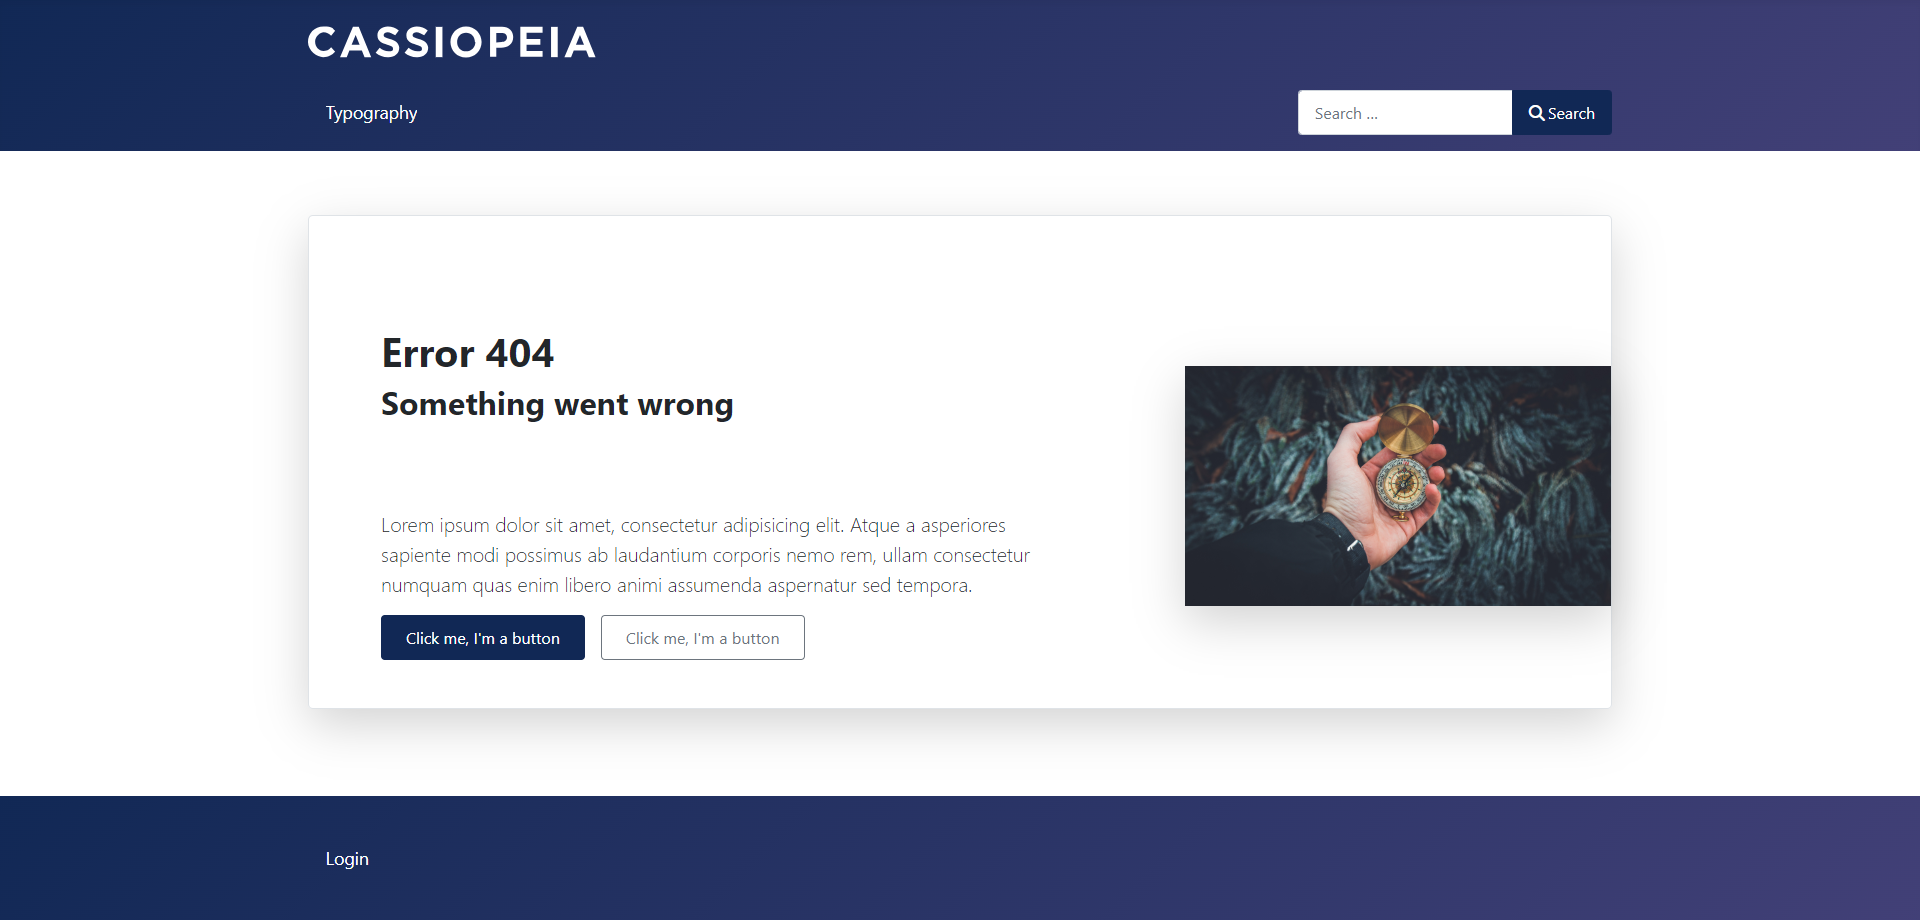 CASSIOPEIA
Typography
Search ...
Search
Error 404
Something went wrong
Lorem ipsum dolor sit amet, consectetur adipisicing elit. Atque a asperiores
sapiente modi possimus ab laudantium corporis nemo rem, ullam consectetur
numquam quas enim libero animi assumenda aspernatur sed tempora.
Click me, I'm a button
Click me, I'm a button
Login